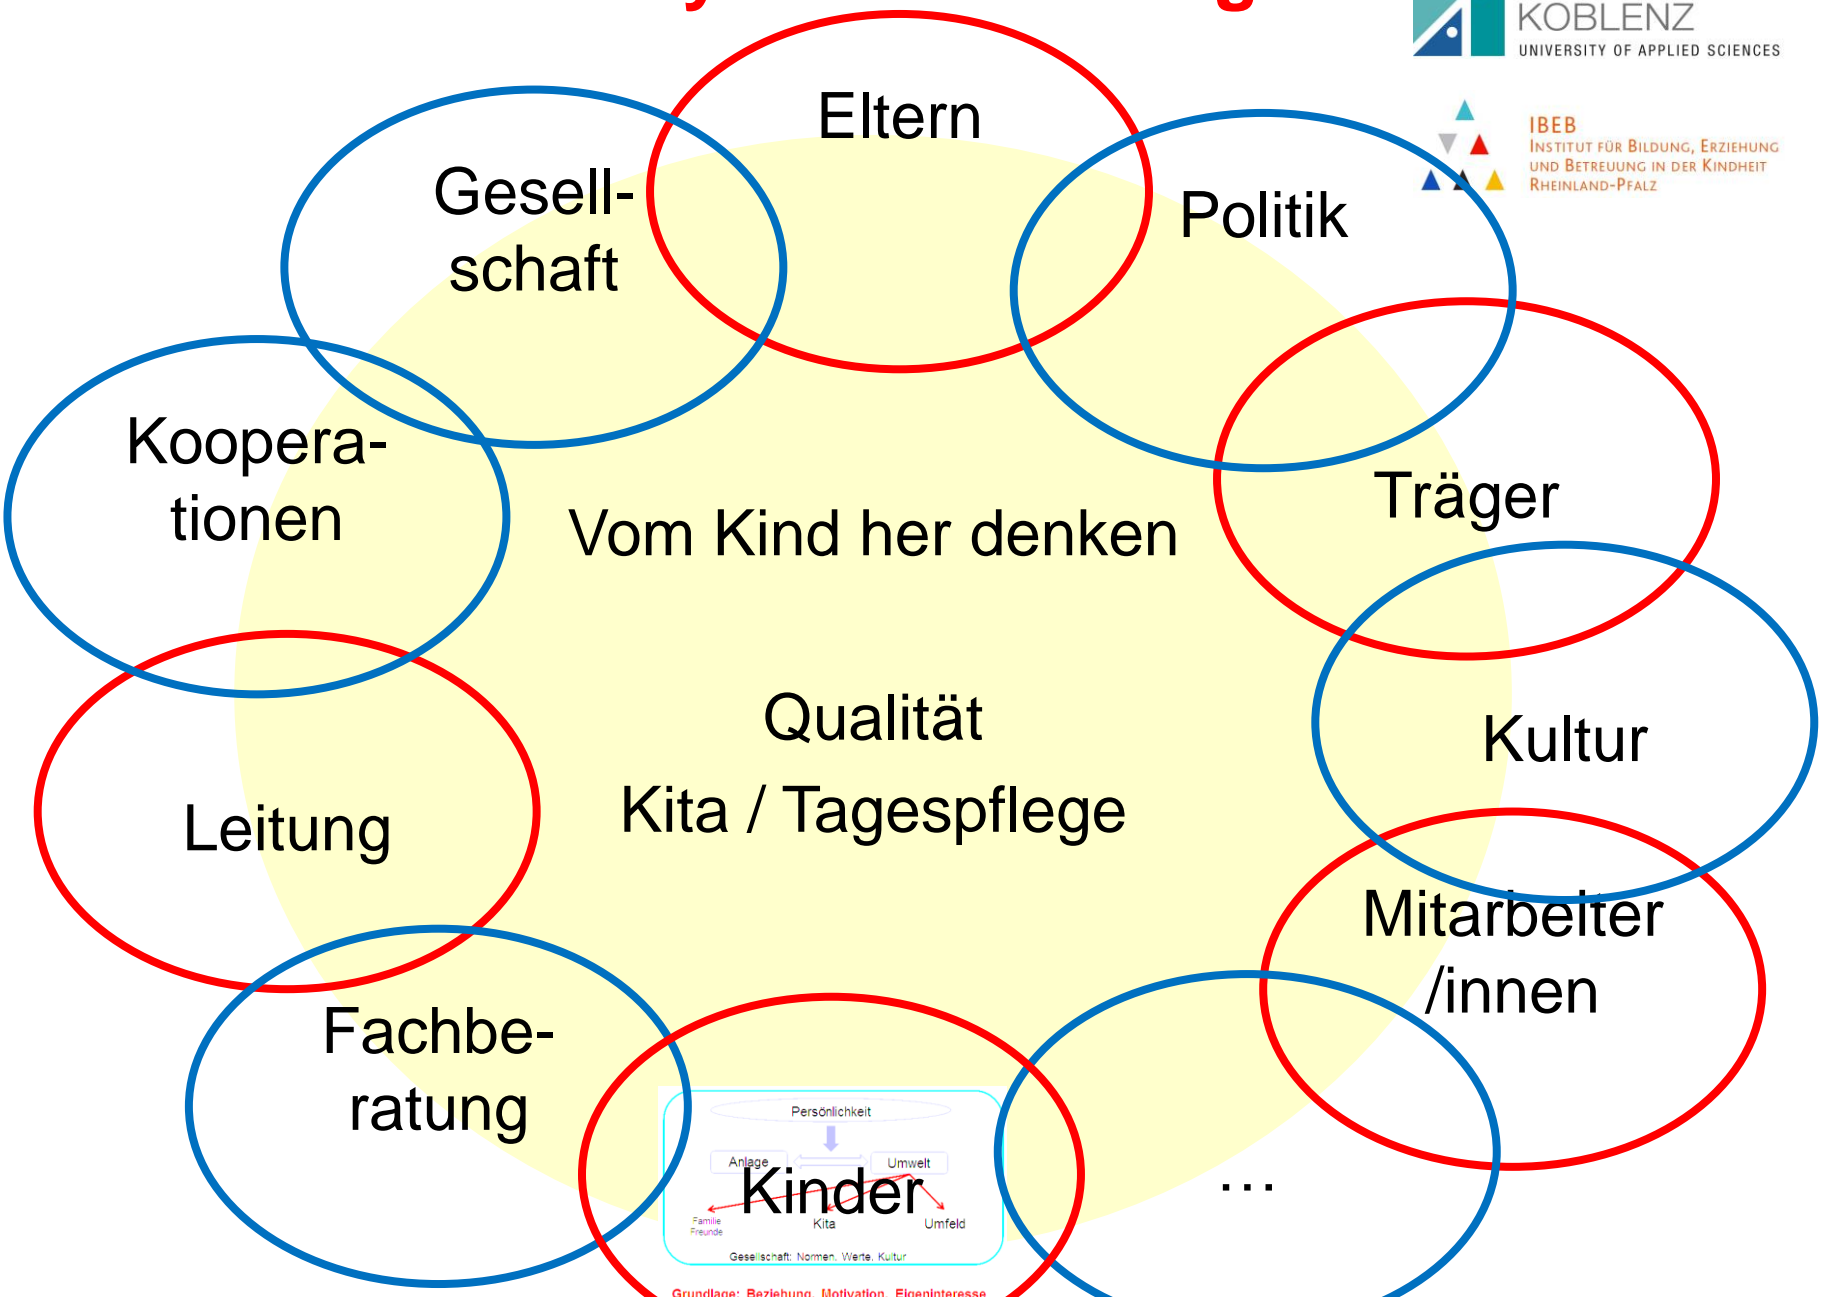 KOBLENZ
UNIVERSITY OF APPLIED SCIENCES
IBEB
INSTITUT FÜR BILDUNG, ERZIEHUNG
UND BETREUUNG IN DER KINDHEIT
RHEINLAND-PFALZ
Eltern
Gesell-
schaft
Politik
Koopera-
tionen
Träger
Vom Kind her denken
Qualität
Kita / Tagespflege
Kultur
Leitung
Mitarbeiter
/innen
Fachbe-
ratung
Persönlichkeit
Anlage
Umwelt
Kinder
Familie
Freunde
Kita
Umfeld
Gesellschaft: Normen, Werte, Kultur
Grundlage: Beziehung, Motivation, Eigeninteresse
…